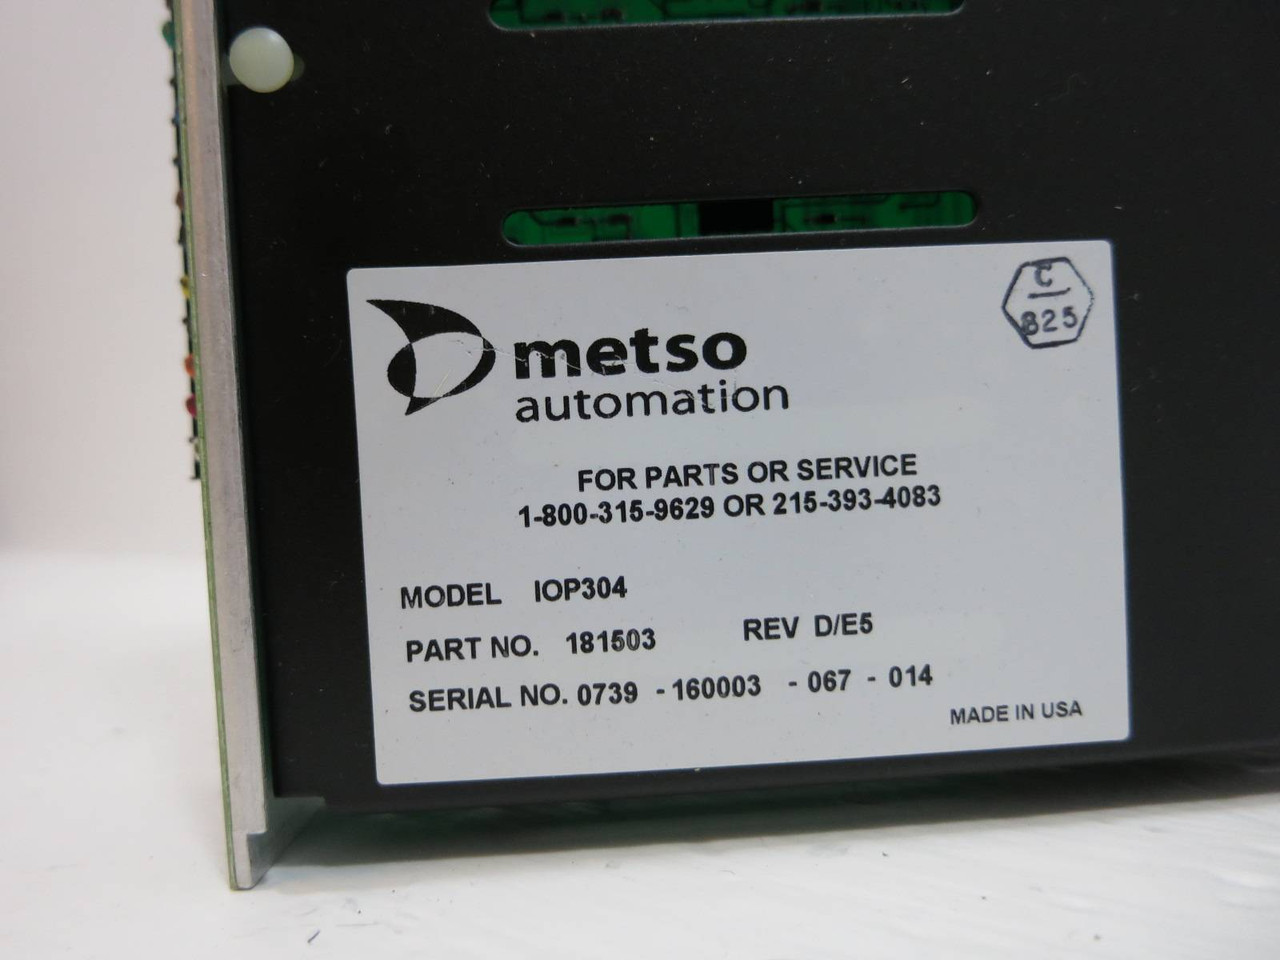 C
825
metso
automation
FOR PARTS OR SERVICE
1-800-315-9629 OR 215-393-4083
MODEL IOP304
PART NO. 181503 REV D/E5
SERIAL NO. 0739 - 160003 - 067 - 014
MADE IN USA